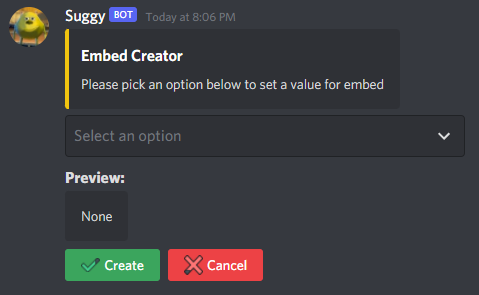 Suggy BOT Today at 8:06 PM
Embed Creator
Please pick an option below to set a value for embed
Select an option
Preview:
None
Create Cancel